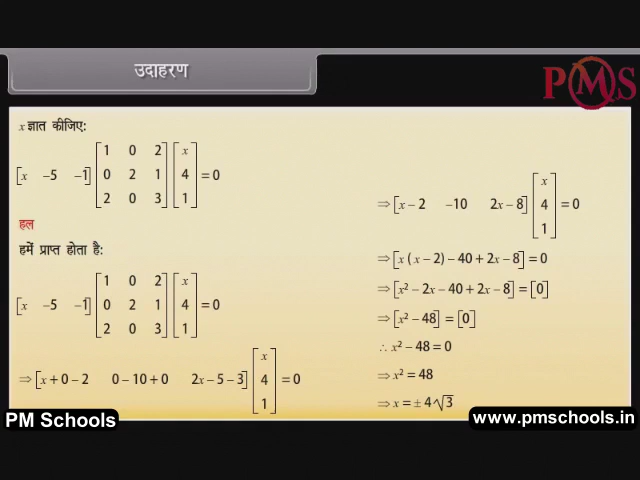 उदाहरण
PMS
x ज्ञात कीजिए:
[x –5 –1] [1 0 2; 0 2 1; 2 0 3] [x; 4; 1] = 0
हल
हमें प्राप्त होता है:
[x –5 –1] [1 0 2; 0 2 1; 2 0 3] [x; 4; 1] = 0
⇒ [x + 0 – 2 0 – 10 + 0 2x – 5 – 3] [x; 4; 1] = 0
⇒ [x – 2 –10 2x – 8] [x; 4; 1] = 0
⇒ [x (x – 2) – 40 + 2x – 8] = 0
⇒ [x² – 2x – 40 + 2x – 8] = [0]
⇒ [x² – 48] = [0]
∴ x² – 48 = 0
⇒ x² = 48
⇒ x = ± 4√3
PM Schools
www.pmschools.in